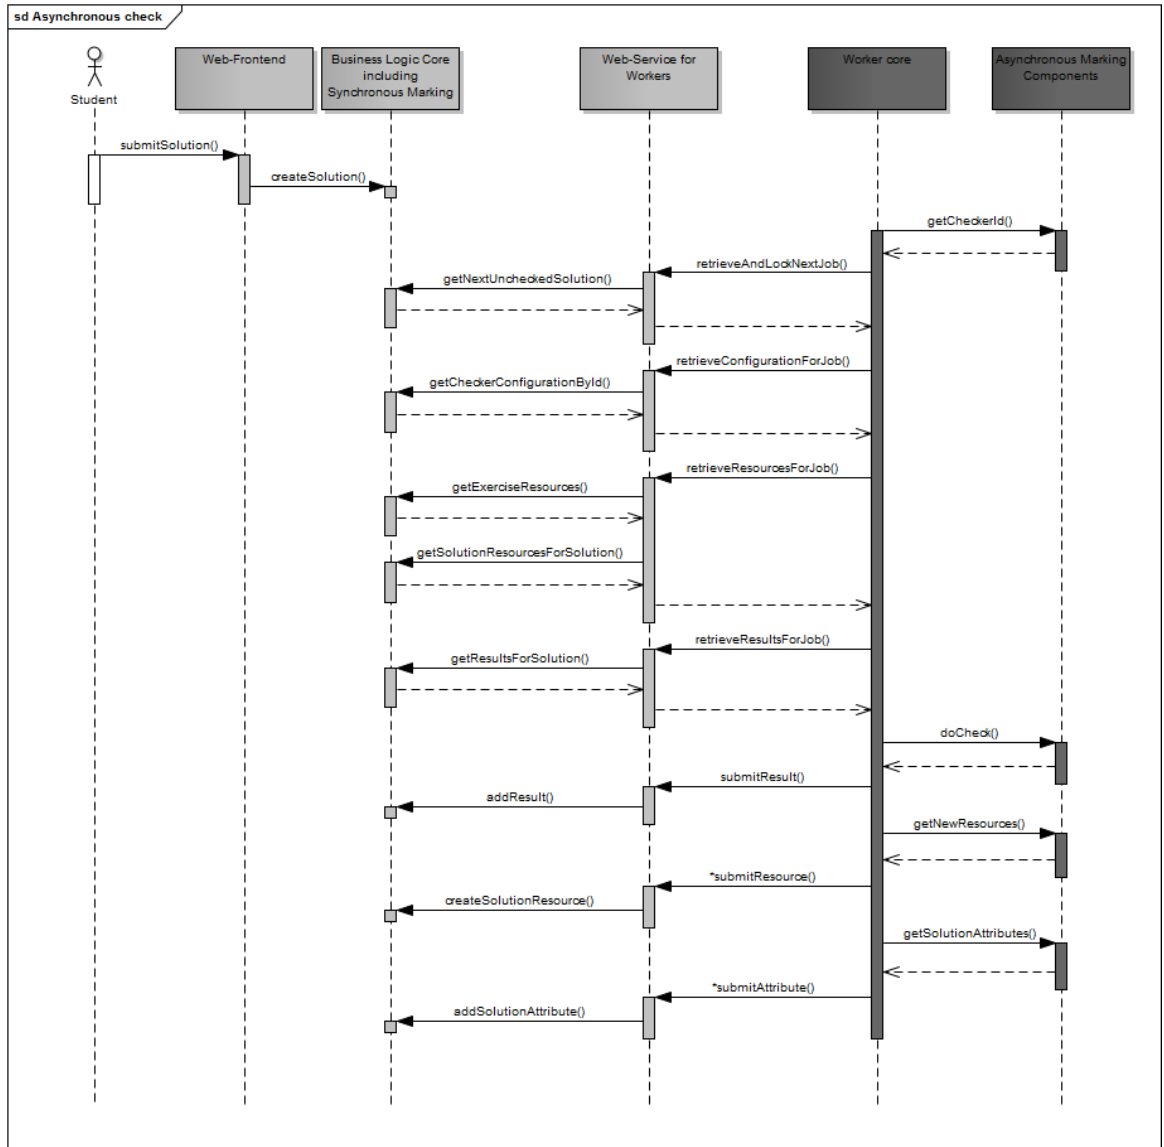 sd Asynchronous check
Student
Web-Frontend
Business Logic Core
including
Synchronous Marking
Web-Service for
Workers
Worker core
Asynchronous Marking
Components
submitSolution()
createSolution()
getCheckerId()
retrieveAndLockNextJob()
getNextUncheckedSolution()
retrieveConfigurationForJob()
getCheckerConfigurationById()
retrieveResourcesForJob()
getExerciseResources()
getSolutionResourcesForSolution()
retrieveResultsForJob()
getResultsForSolution()
doCheck()
submitResult()
addResult()
getNewResources()
*submitResource()
createSolutionResource()
getSolutionAttributes()
*submitAttribute()
addSolutionAttribute()